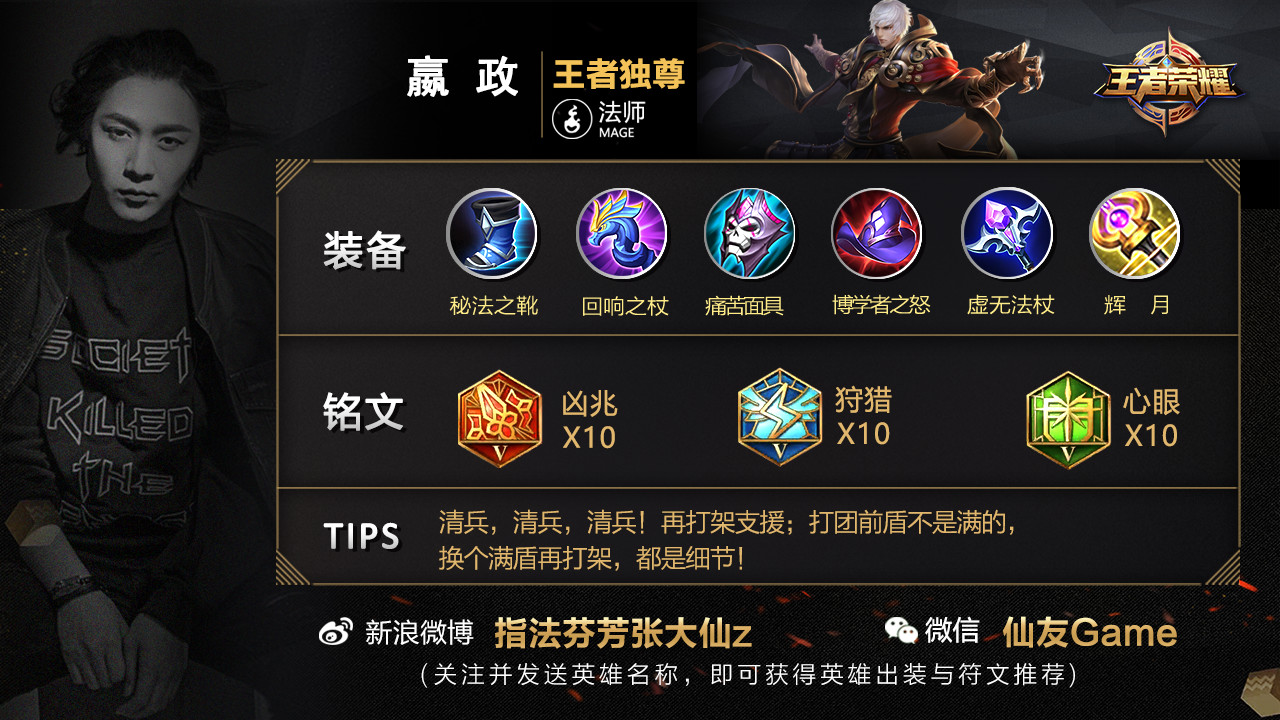 嬴 政
王者独尊
法师
MAGE
王者荣耀
装备
秘法之靴
回响之杖
痛苦面具
博学者之怒
虚无法杖
辉 月
铭文
V
凶兆
X10
V
狩猎
X10
V
心眼
X10
TIPS
清兵，清兵，清兵！再打架支援；打团前盾不是满的，
换个满盾再打架，都是细节！
SOCIET
KILLED
THE
新浪微博 指法芬芳张大仙z
微信 仙友Game
（关注并发送英雄名称，即可获得英雄出装与符文推荐）